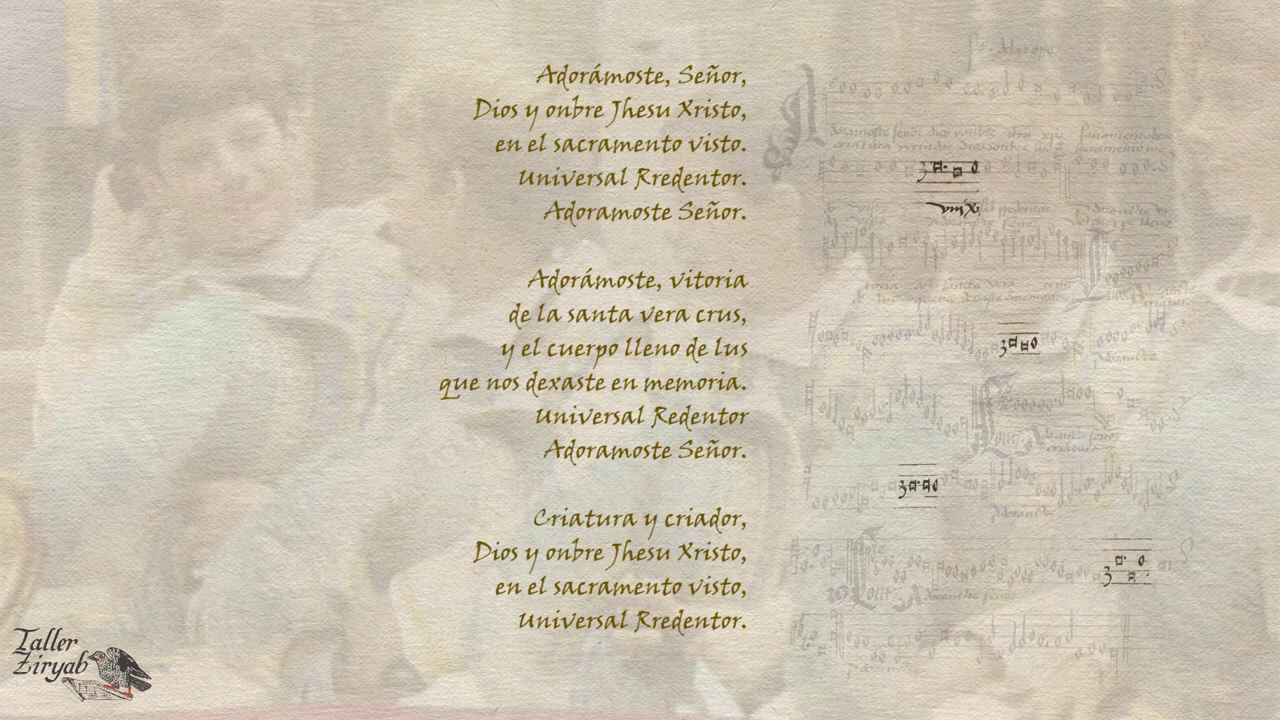 Adorámoste, Señor,
Dios y onbre Jhesu Xristo,
en el sacramento visto.
Universal Rredentor.
Adoramoste Señor.
Adorámoste, vitoria
de la santa vera crus,
y el cuerpo lleno de lus
que nos dexaste en memoria.
Universal Redentor
Adoramoste Señor.
Criatura y criador,
Dios y onbre Jhesu Xristo,
en el sacramento visto,
Universal Rredentor.
Taller
Ziryab